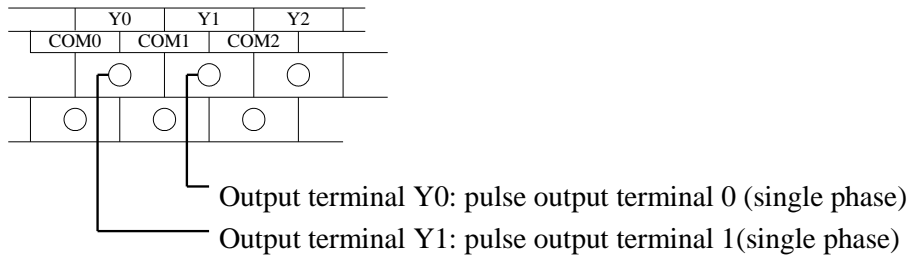 Y0 Y1 Y2
COM0 COM1 COM2
Output terminal Y0: pulse output terminal 0 (single phase)
Output terminal Y1: pulse output terminal 1(single phase)